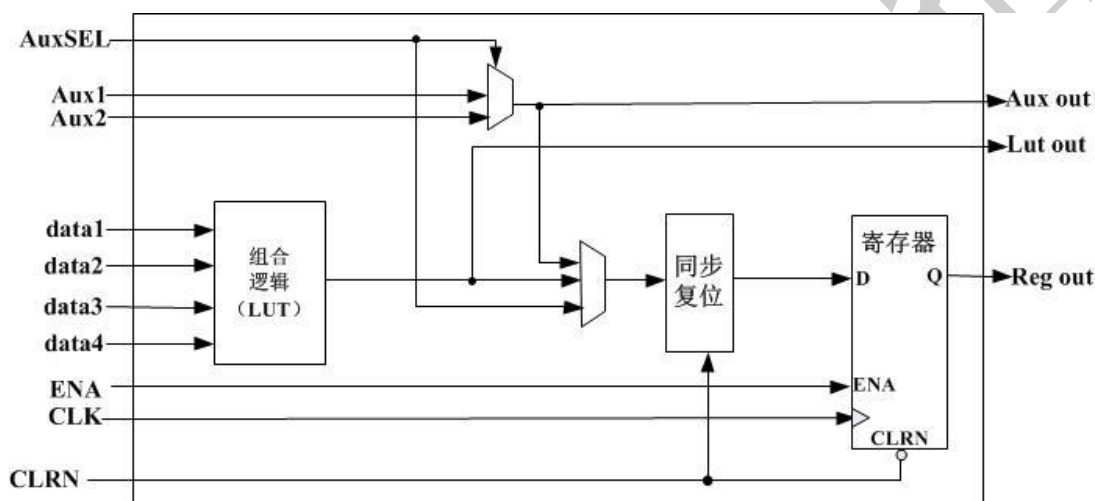 AuxSEL
Aux1
Aux2
Aux out
Lut out
data1
data2
data3
data4
组合
逻辑
（LUT）
同步
复位
寄存器
D
Q
Reg out
ENA
ENA
CLK
CLRN
CLRN